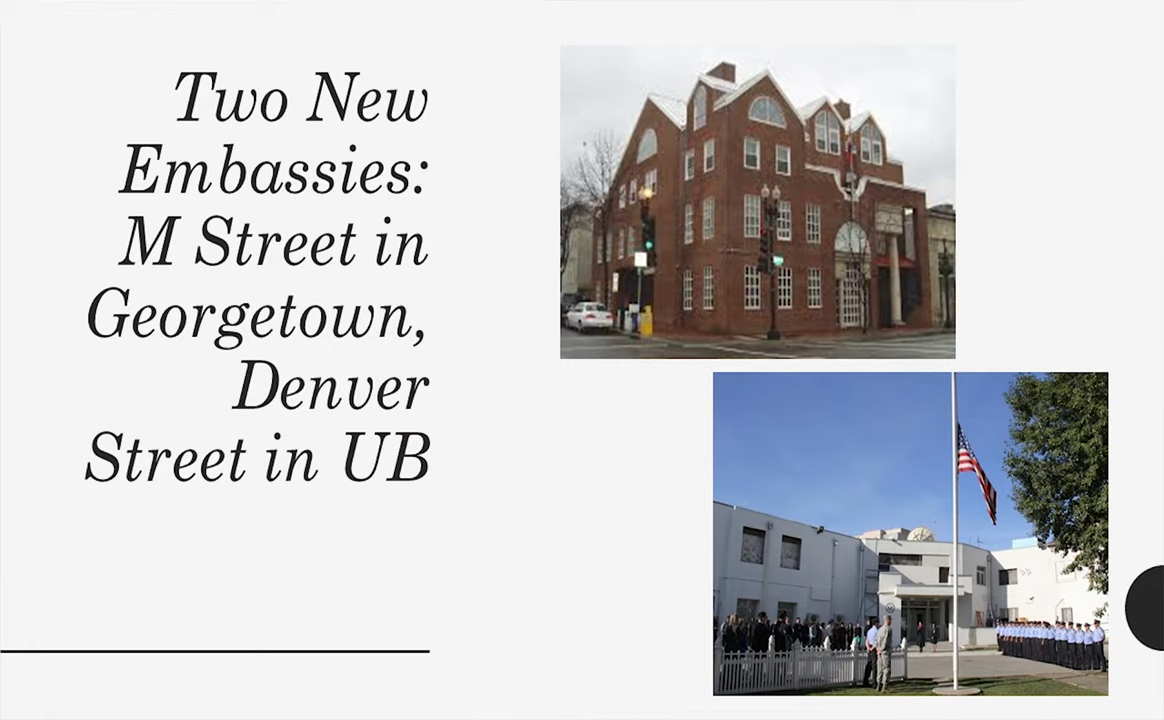 Two New
Embassies:
M Street in
Georgetown,
Denver
Street in UB